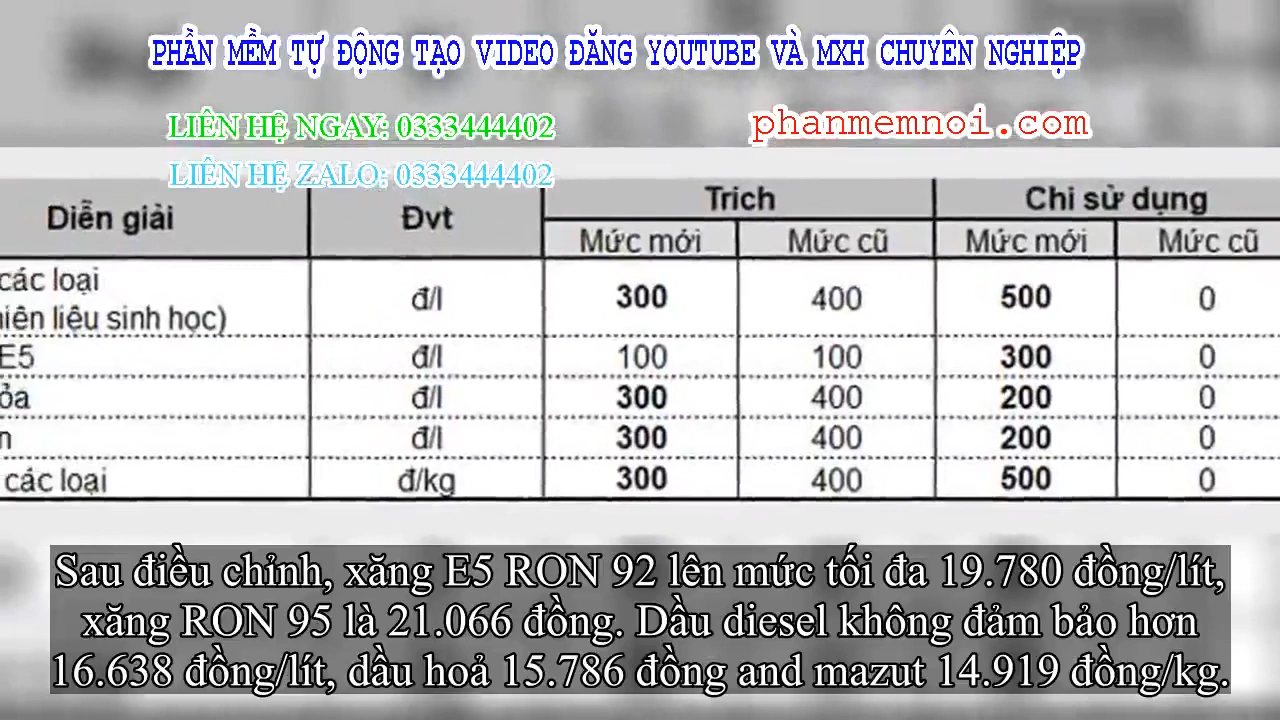 PHẦN MỀM TỰ ĐỘNG TẠO VIDEO ĐĂNG YOUTUBE VÀ MXH CHUYÊN NGHIỆP
LIÊN HỆ NGAY: 0333444402
phanmemnoi.com
LIÊN HỆ ZALO: 0333444402
Diễn giải Đvt Trích Chi sử dụng
Mức mới Mức cũ Mức mới Mức cũ
các loại
liệu sinh học) đ/l 300 400 500 0
E5 đ/l 100 100 300 0
đ/l 300 400 200 0
đ/l 300 400 200 0
các loại đ/kg 300 400 500 0
Sau điều chỉnh, xăng E5 RON 92 lên mức tối đa 19.780 đồng/lít,
xăng RON 95 là 21.066 đồng. Dầu diesel không đảm bảo hơn
16.638 đồng/lít, dầu hoả 15.786 đồng and mazut 14.919 đồng/kg.